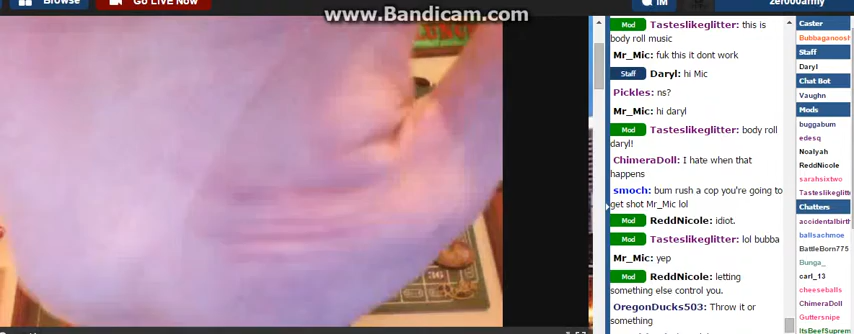 Browse
Go LIVE Now
www.Bandicam.com
IM
zer000army
Mod Tasteslikeglitter: this is
body roll music
Mr_Mic: fuk this it dont work
Staff Daryl: hi Mic
Pickles: ns?
Mr_Mic: hi daryl
Mod Tasteslikeglitter: body roll
daryl!
ChimeraDoll: I hate when that
happens
smoch: bum rush a cop you're going to
get shot Mr_Mic lol
Mod ReddNicole: idiot.
Mod Tasteslikeglitter: lol bubba
Mr_Mic: yep
Mod ReddNicole: letting
something else control you.
OregonDucks503: Throw it or
something
Caster
Bubbaganoosh
Staff
Daryl
Chat Bot
Vaughn
Mods
buggabum
edesq
Noalyah
ReddNicole
sarahsixtwo
Tasteslikeglitt
Chatters
accidentalbirth
ballsachmoe
BattleBorn775
Bunga_
carl_13
cheeseballs
ChimeraDoll
Guttersnipe
ItsBeefSuprem
36